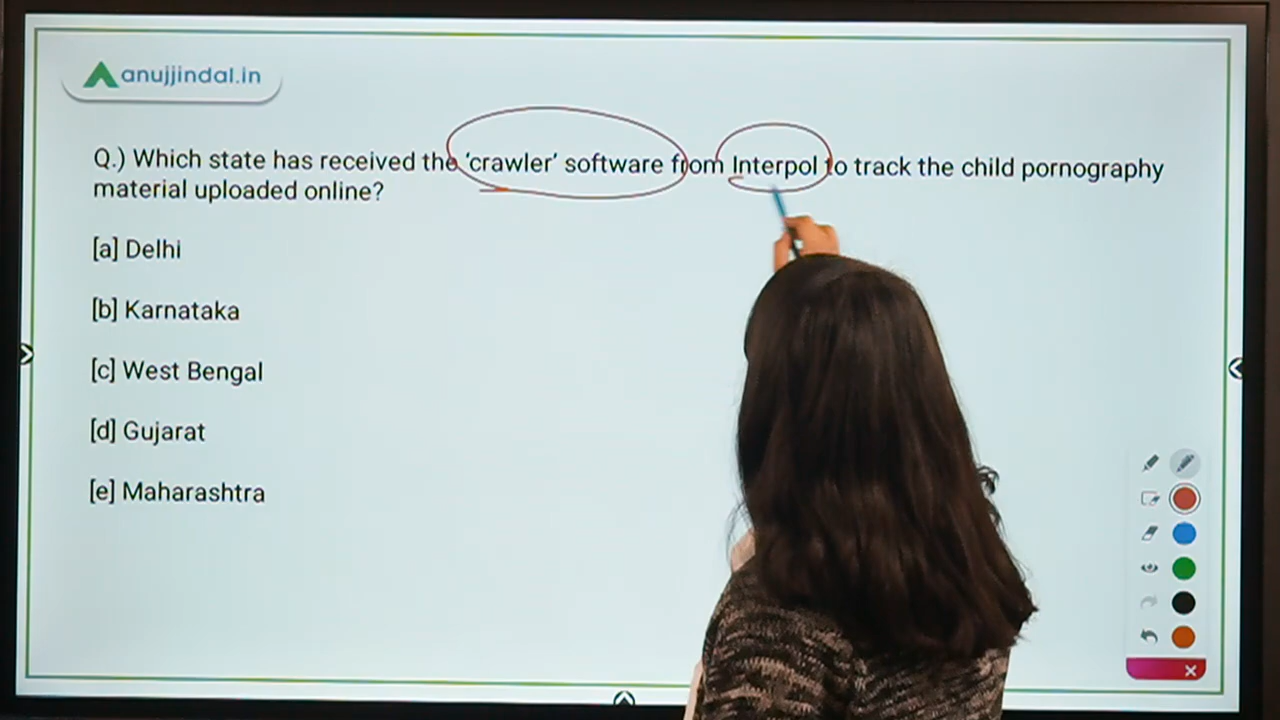 anujjindal.in
Q.) Which state has received the ‘crawler’ software from Interpol to track the child pornography
material uploaded online?
[a] Delhi
[b] Karnataka
[c] West Bengal
[d] Gujarat
[e] Maharashtra